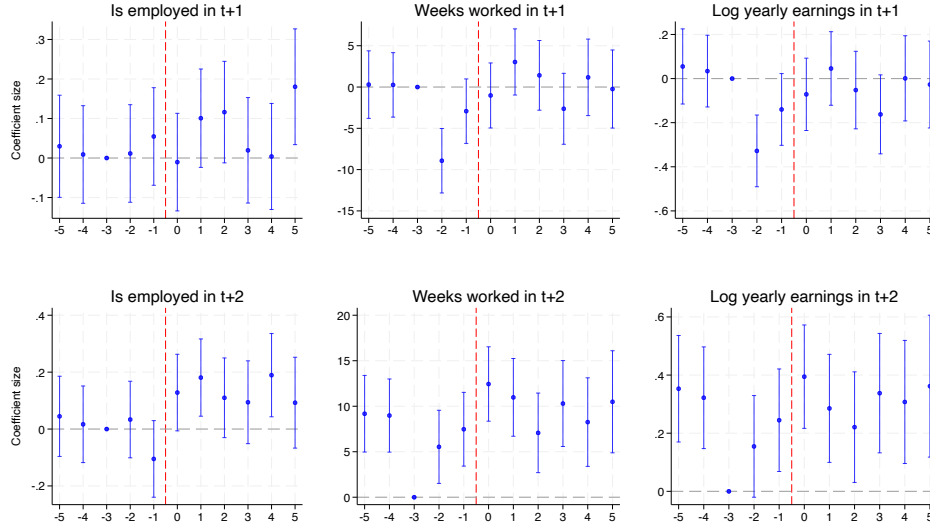 Is employed in t+1
Coefficient size
.3
.2
.1
0
-.1
-5 -4 -3 -2 -1 0 1 2 3 4 5
Weeks worked in t+1
5
0
-5
-10
-15
-5 -4 -3 -2 -1 0 1 2 3 4 5
Log yearly earnings in t+1
.2
0
-.2
-.4
-.6
-5 -4 -3 -2 -1 0 1 2 3 4 5
Is employed in t+2
Coefficient size
.4
.2
0
-.2
-5 -4 -3 -2 -1 0 1 2 3 4 5
Weeks worked in t+2
20
15
10
5
0
-5 -4 -3 -2 -1 0 1 2 3 4 5
Log yearly earnings in t+2
.6
.4
.2
0
-5 -4 -3 -2 -1 0 1 2 3 4 5